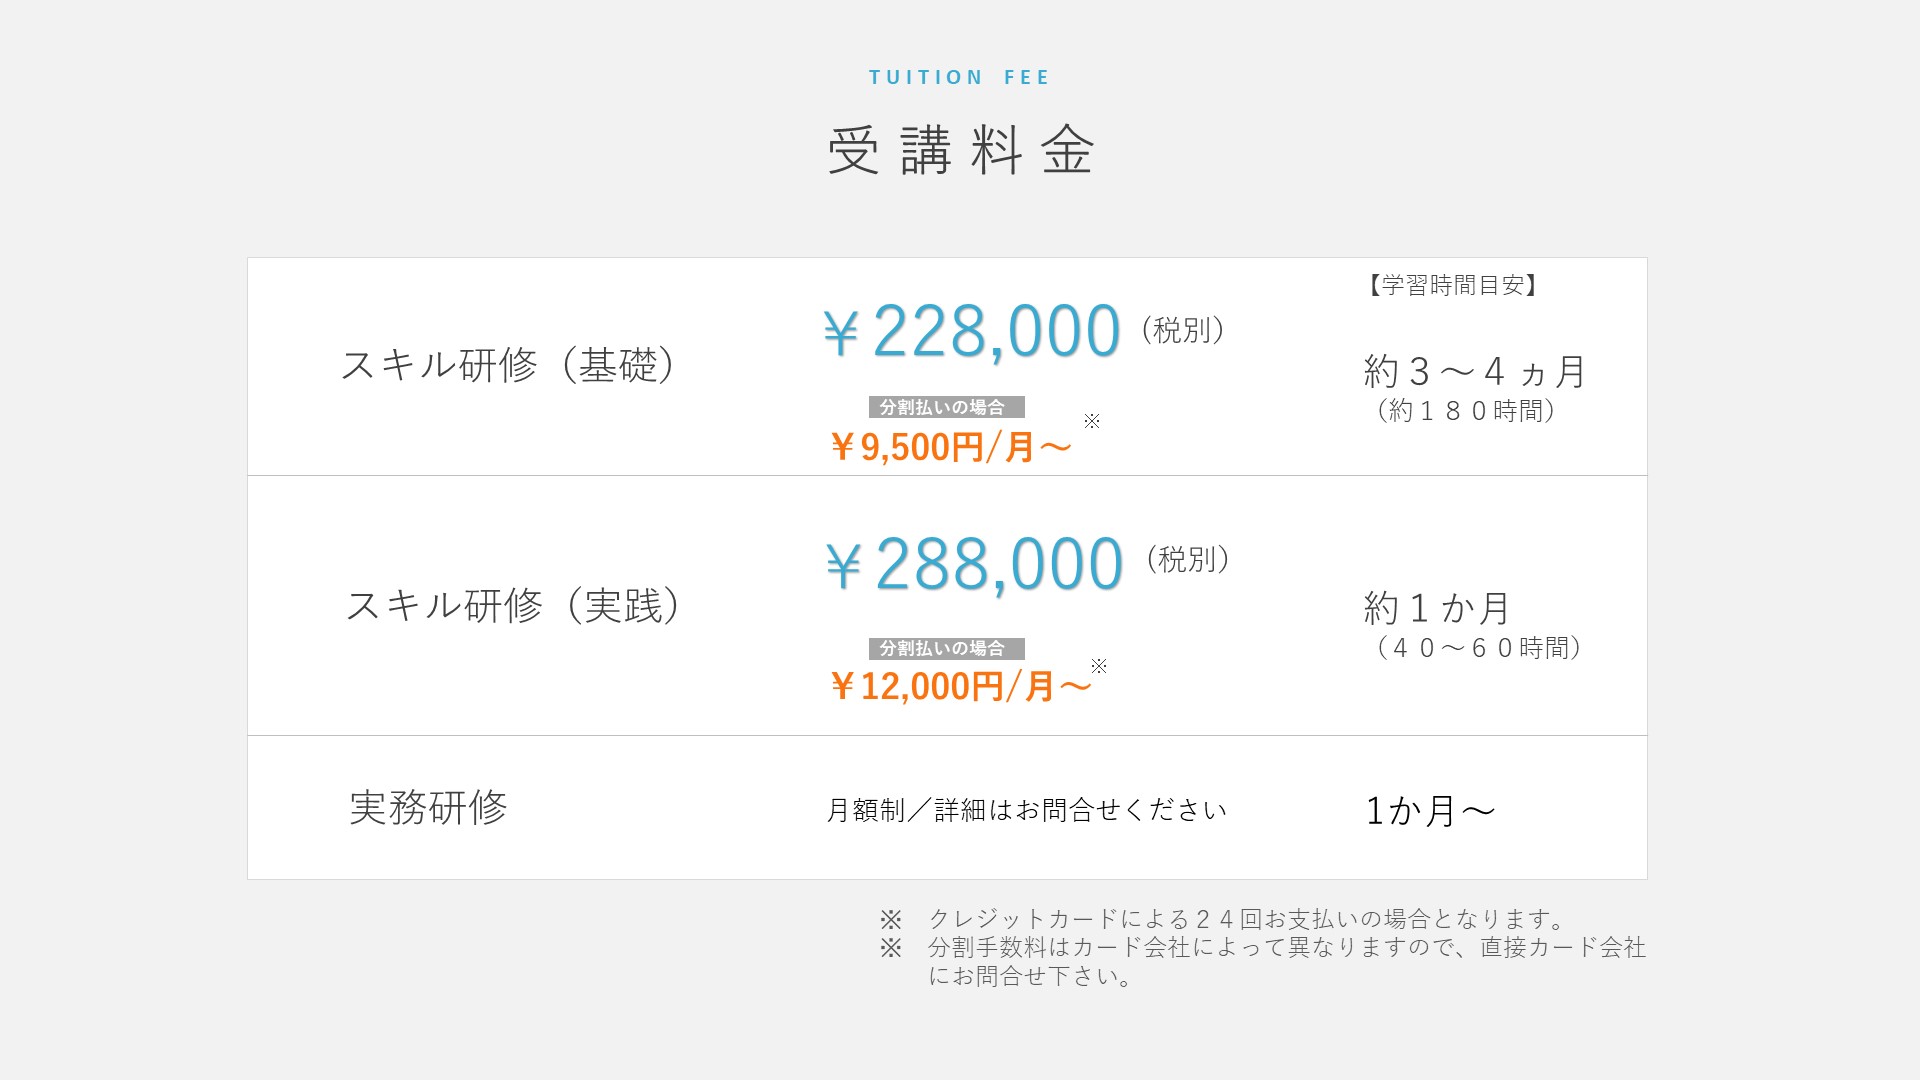 TUITION FEE
受講料金
【学習時間目安】
スキル研修（基礎）
￥228,000（税別）
約３～４ヵ月
（約１８０時間）
分割払いの場合
￥9,500円/月～※
スキル研修（実践）
￥288,000（税別）
約１か月
（４０～６０時間）
分割払いの場合
￥12,000円/月～※
実務研修
月額制／詳細はお問合せください
1か月～
※　クレジットカードによる２４回お支払いの場合となります。
※　分割手数料はカード会社によって異なりますので、直接カード会社
にお問合せ下さい。